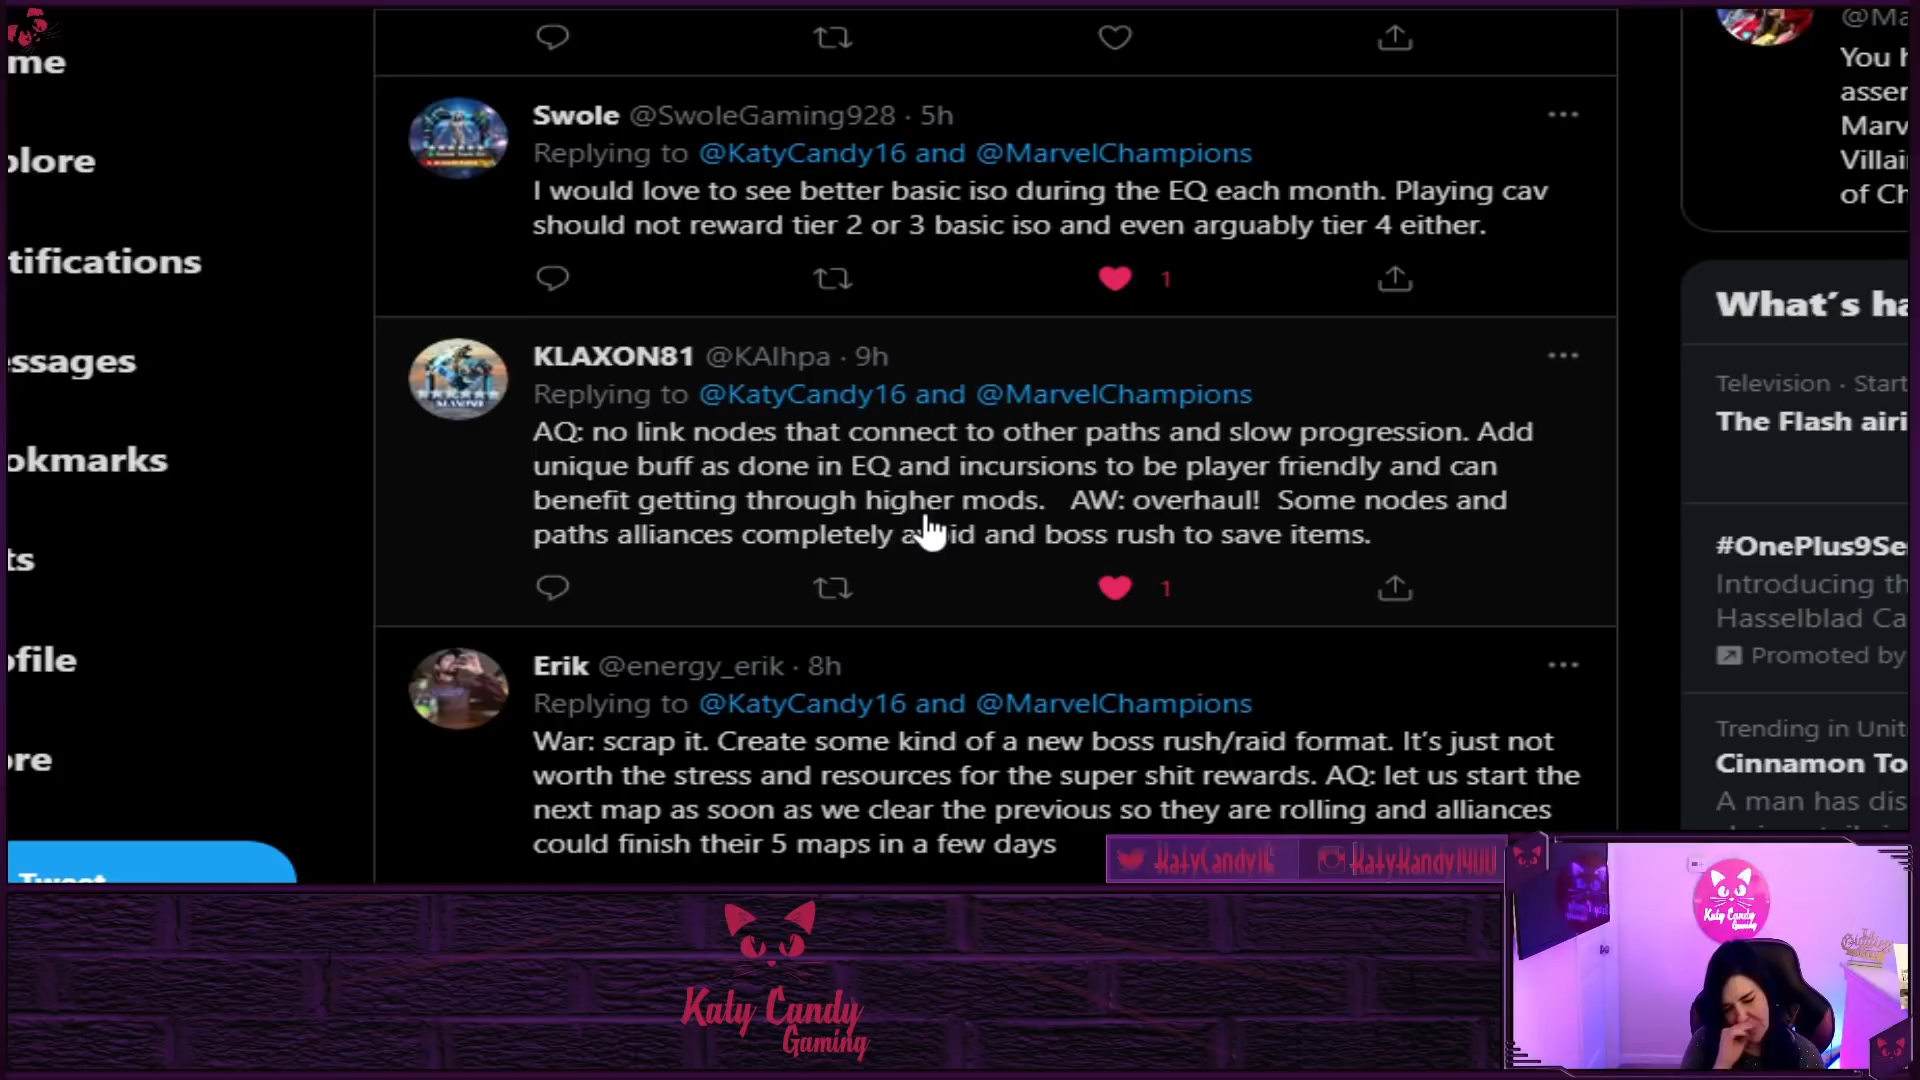 me
plore
tifications
essages
okmarks
ts
ofile
ore
Tweet
Swole @SwoleGaming928 · 5h
Replying to @KatyCandy16 and @MarvelChampions
I would love to see better basic iso during the EQ each month. Playing cav
should not reward tier 2 or 3 basic iso and even arguably tier 4 either.
1
KLAXON81 @KAlhpa · 9h
Replying to @KatyCandy16 and @MarvelChampions
AQ: no link nodes that connect to other paths and slow progression. Add
unique buff as done in EQ and incursions to be player friendly and can
benefit getting through higher mods. AW: overhaul! Some nodes and
paths alliances completely a id and boss rush to save items.
1
Erik @energy_erik · 8h
Replying to @KatyCandy16 and @MarvelChampions
War: scrap it. Create some kind of a new boss rush/raid format. It's just not
worth the stress and resources for the super shit rewards. AQ: let us start the
next map as soon as we clear the previous so they are rolling and alliances
could finish their 5 maps in a few days
@Ma
You h
assem
Marv
Villai
of Ch
What's ha
Television · Start
The Flash airi
#OnePlus9Se
Introducing th
Hasselblad Ca
Promoted by
Trending in Unit
Cinnamon To
A man has dis
KatyCandy16
Katy Candy
Gaming
Katy Candy
Gaming